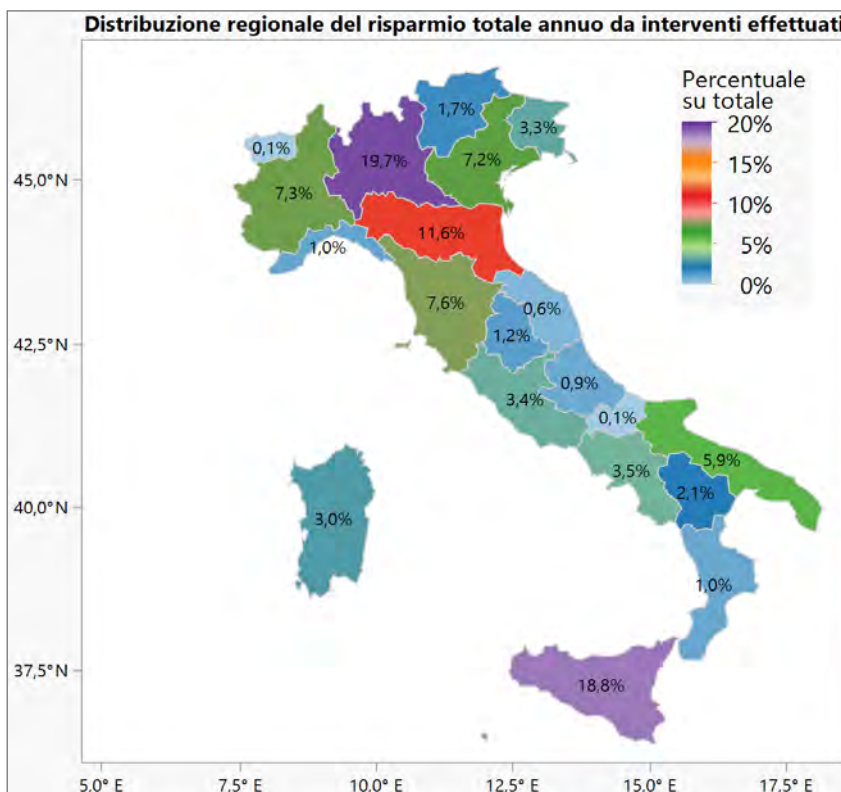 Distribuzione regionale del risparmio totale annuo da interventi effettuati
Percentuale
su totale
20%
15%
10%
5%
0%
45,0°N
42,5°N
40,0°N
37,5°N
1,7%
3,3%
0,1%
19,7%
7,2%
7,3%
11,6%
1,0%
7,6%
0,6%
1,2%
0,9%
3,4%
0,1%
5,9%
3,5%
2,1%
3,0%
1,0%
18,8%
5.0° E
7.5° E
10.0° E
12.5° E
15.0° E
17.5° E